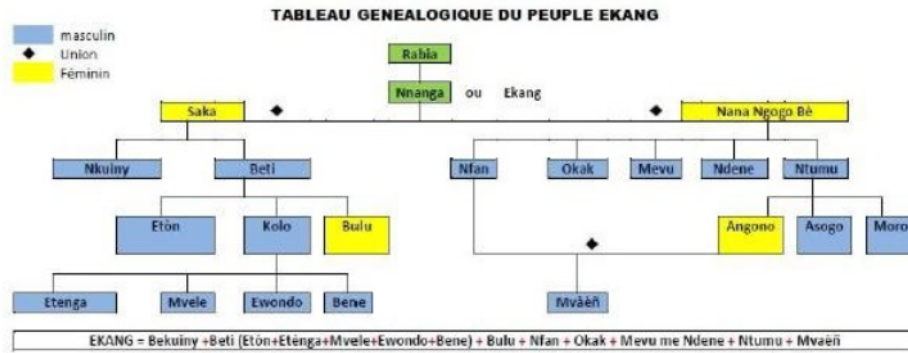 TABLEAU GENEALOGIQUE DU PEUPLE EKANG
masculin
Union
Féminin
Rabia
Nnanga ou Ekang
Saka
Nana Ngogo Bè
Nkuiny
Beti
Nfan
Okak
Mevu
Ndene
Ntumu
Etòn
Kolo
Bulu
Angono
Asogo
Moro
Etenga
Mvele
Ewondo
Bene
Mvàèñ
EKANG = Bekuiny +Beti (Etòn+Etènga+Mvele+Ewondo+Bene) + Bulu + Nfan + Okak + Mevu me Ndene + Ntumu + Mvaèñ